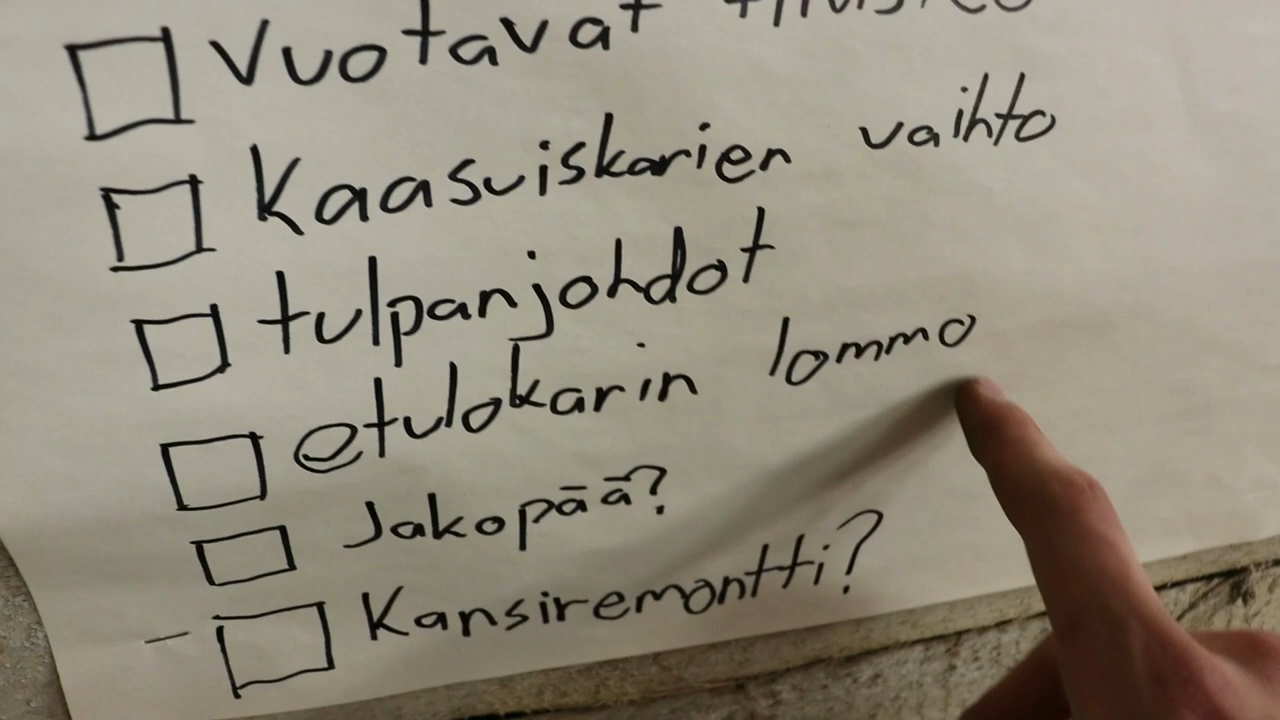 Vuotavat
Kaasuiskarien vaihto
tulpanjohdot
etulokarin lommo
Jakopää?
Kansiremontti?